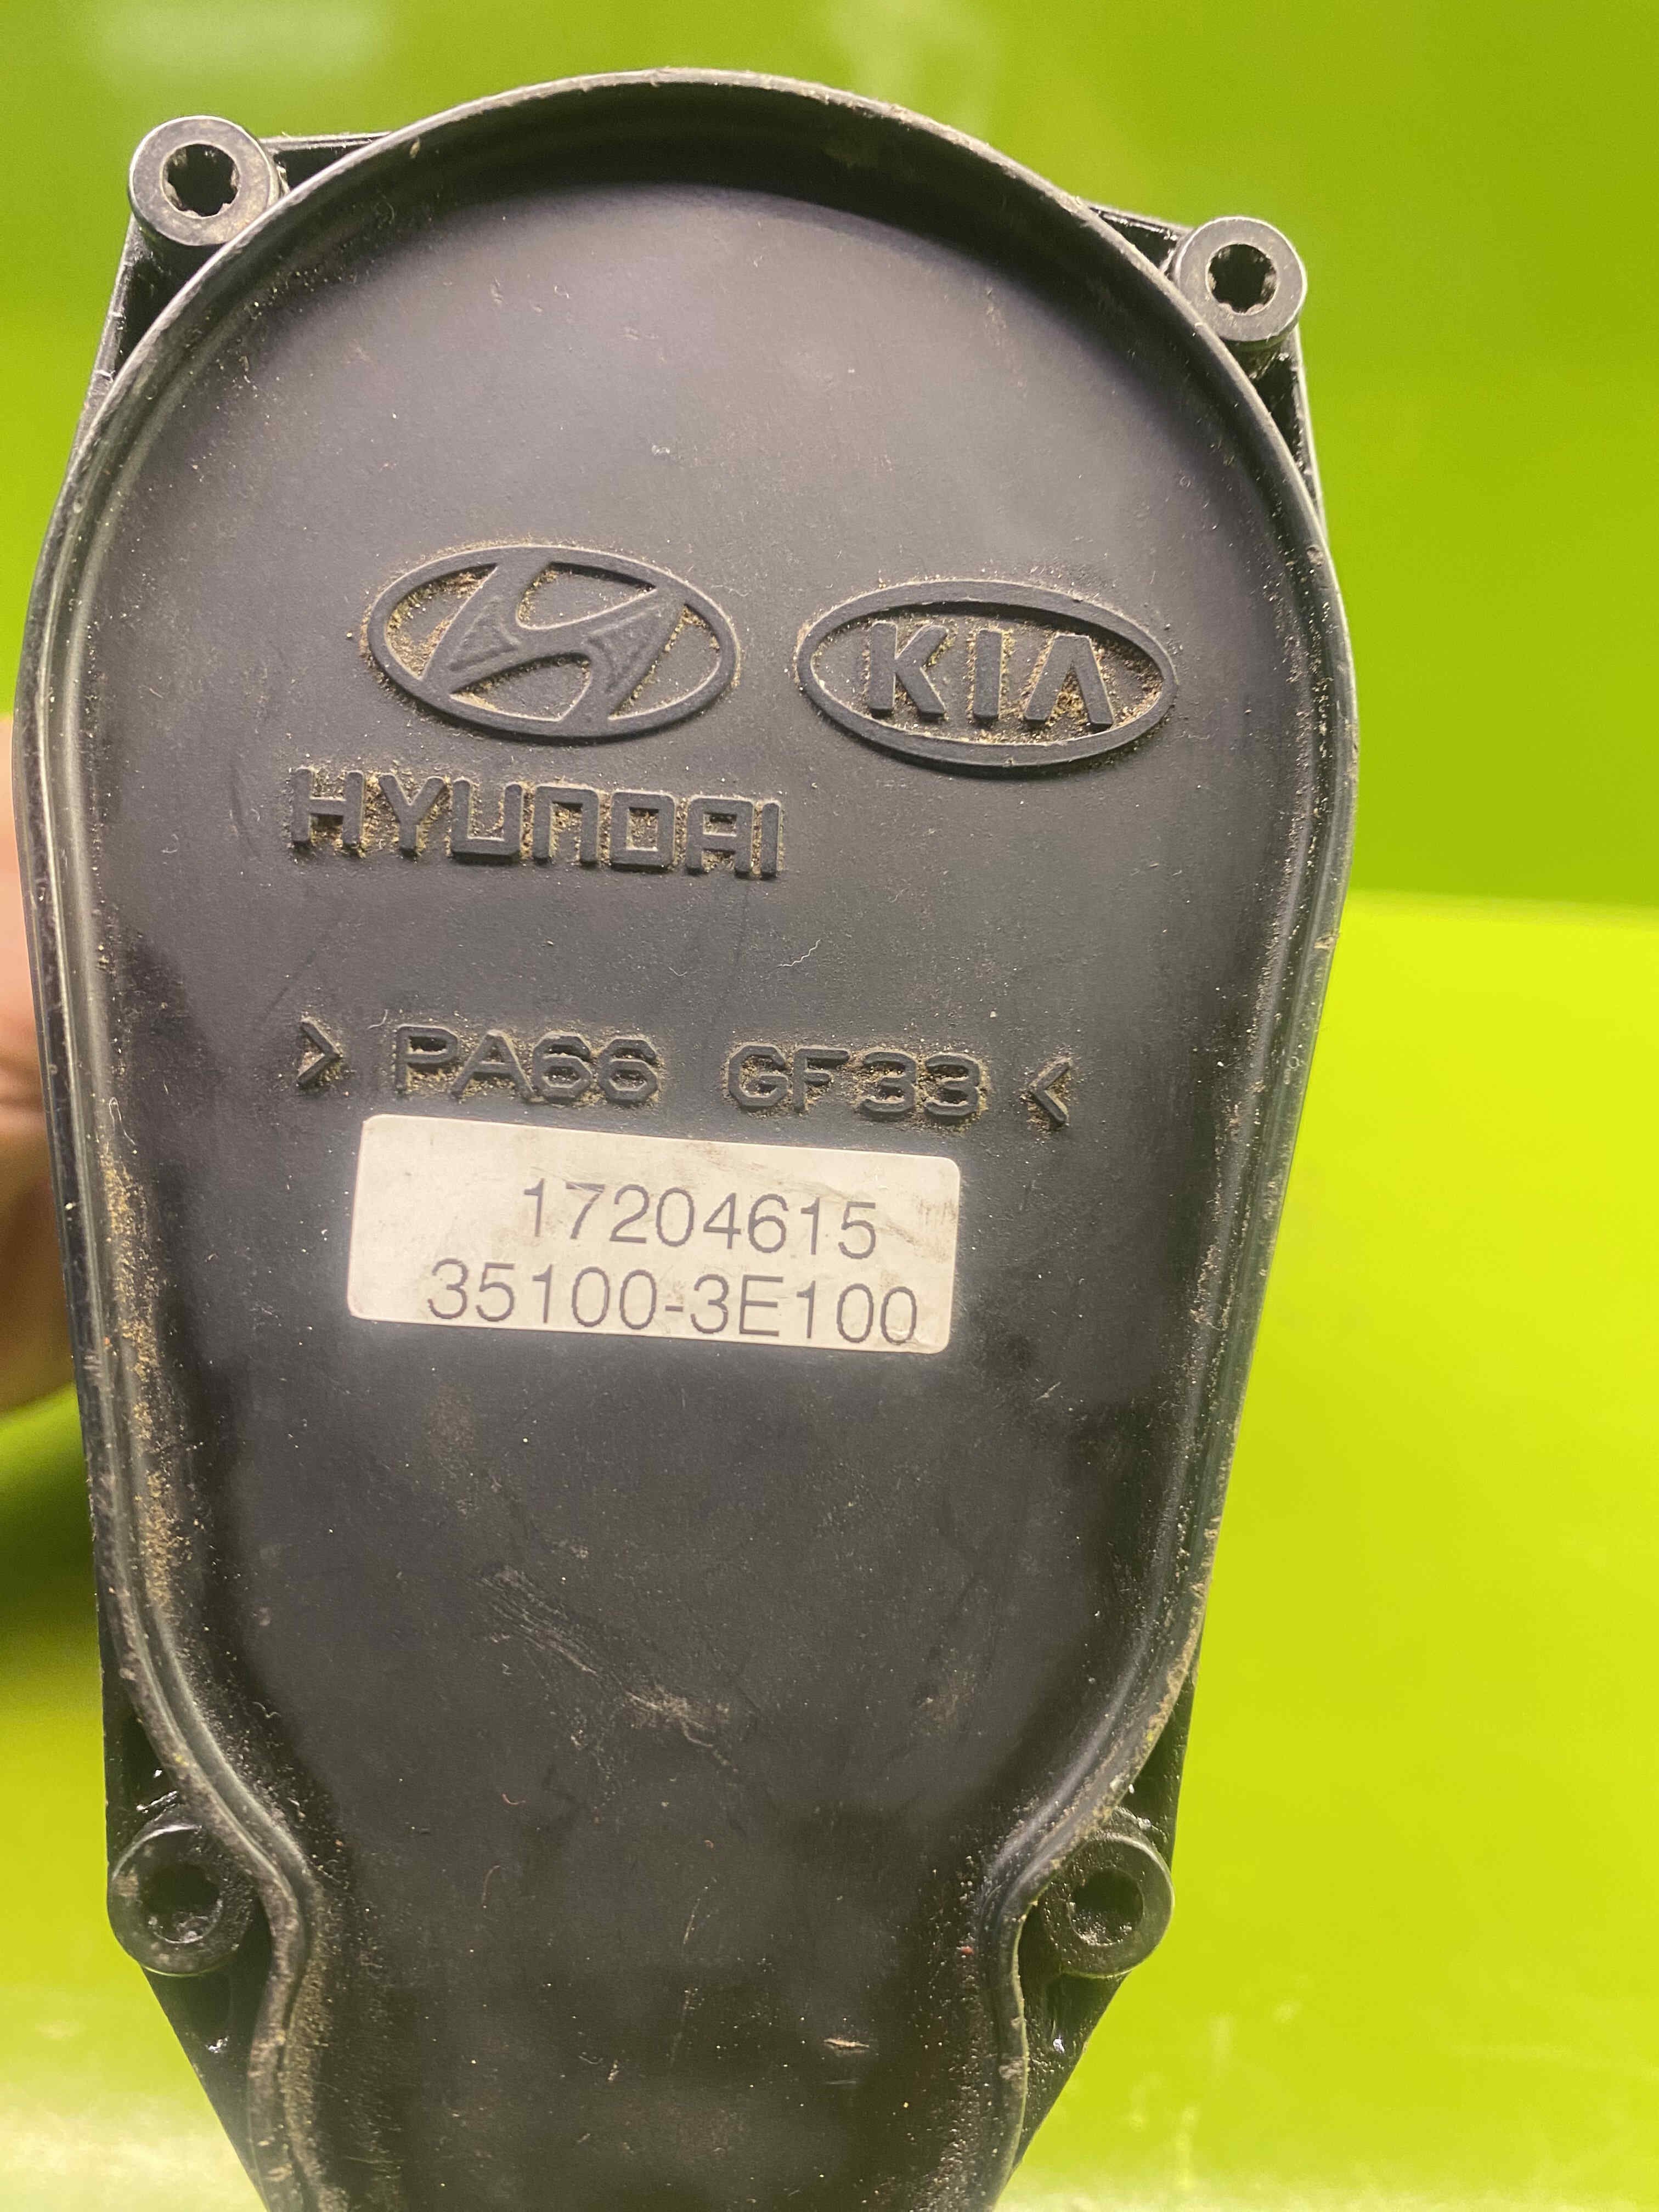 KIA
HYUNDAI
> PA66 GF33 <
17204615
35100-3E100